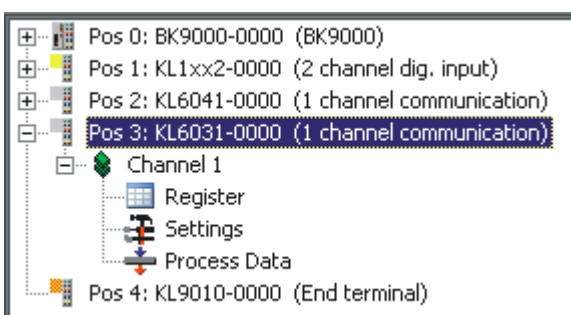 Pos 0: BK9000-0000 (BK9000)
Pos 1: KL1xx2-0000 (2 channel dig. input)
Pos 2: KL6041-0000 (1 channel communication)
Pos 3: KL6031-0000 (1 channel communication)
Channel 1
Register
Settings
Process Data
Pos 4: KL9010-0000 (End terminal)